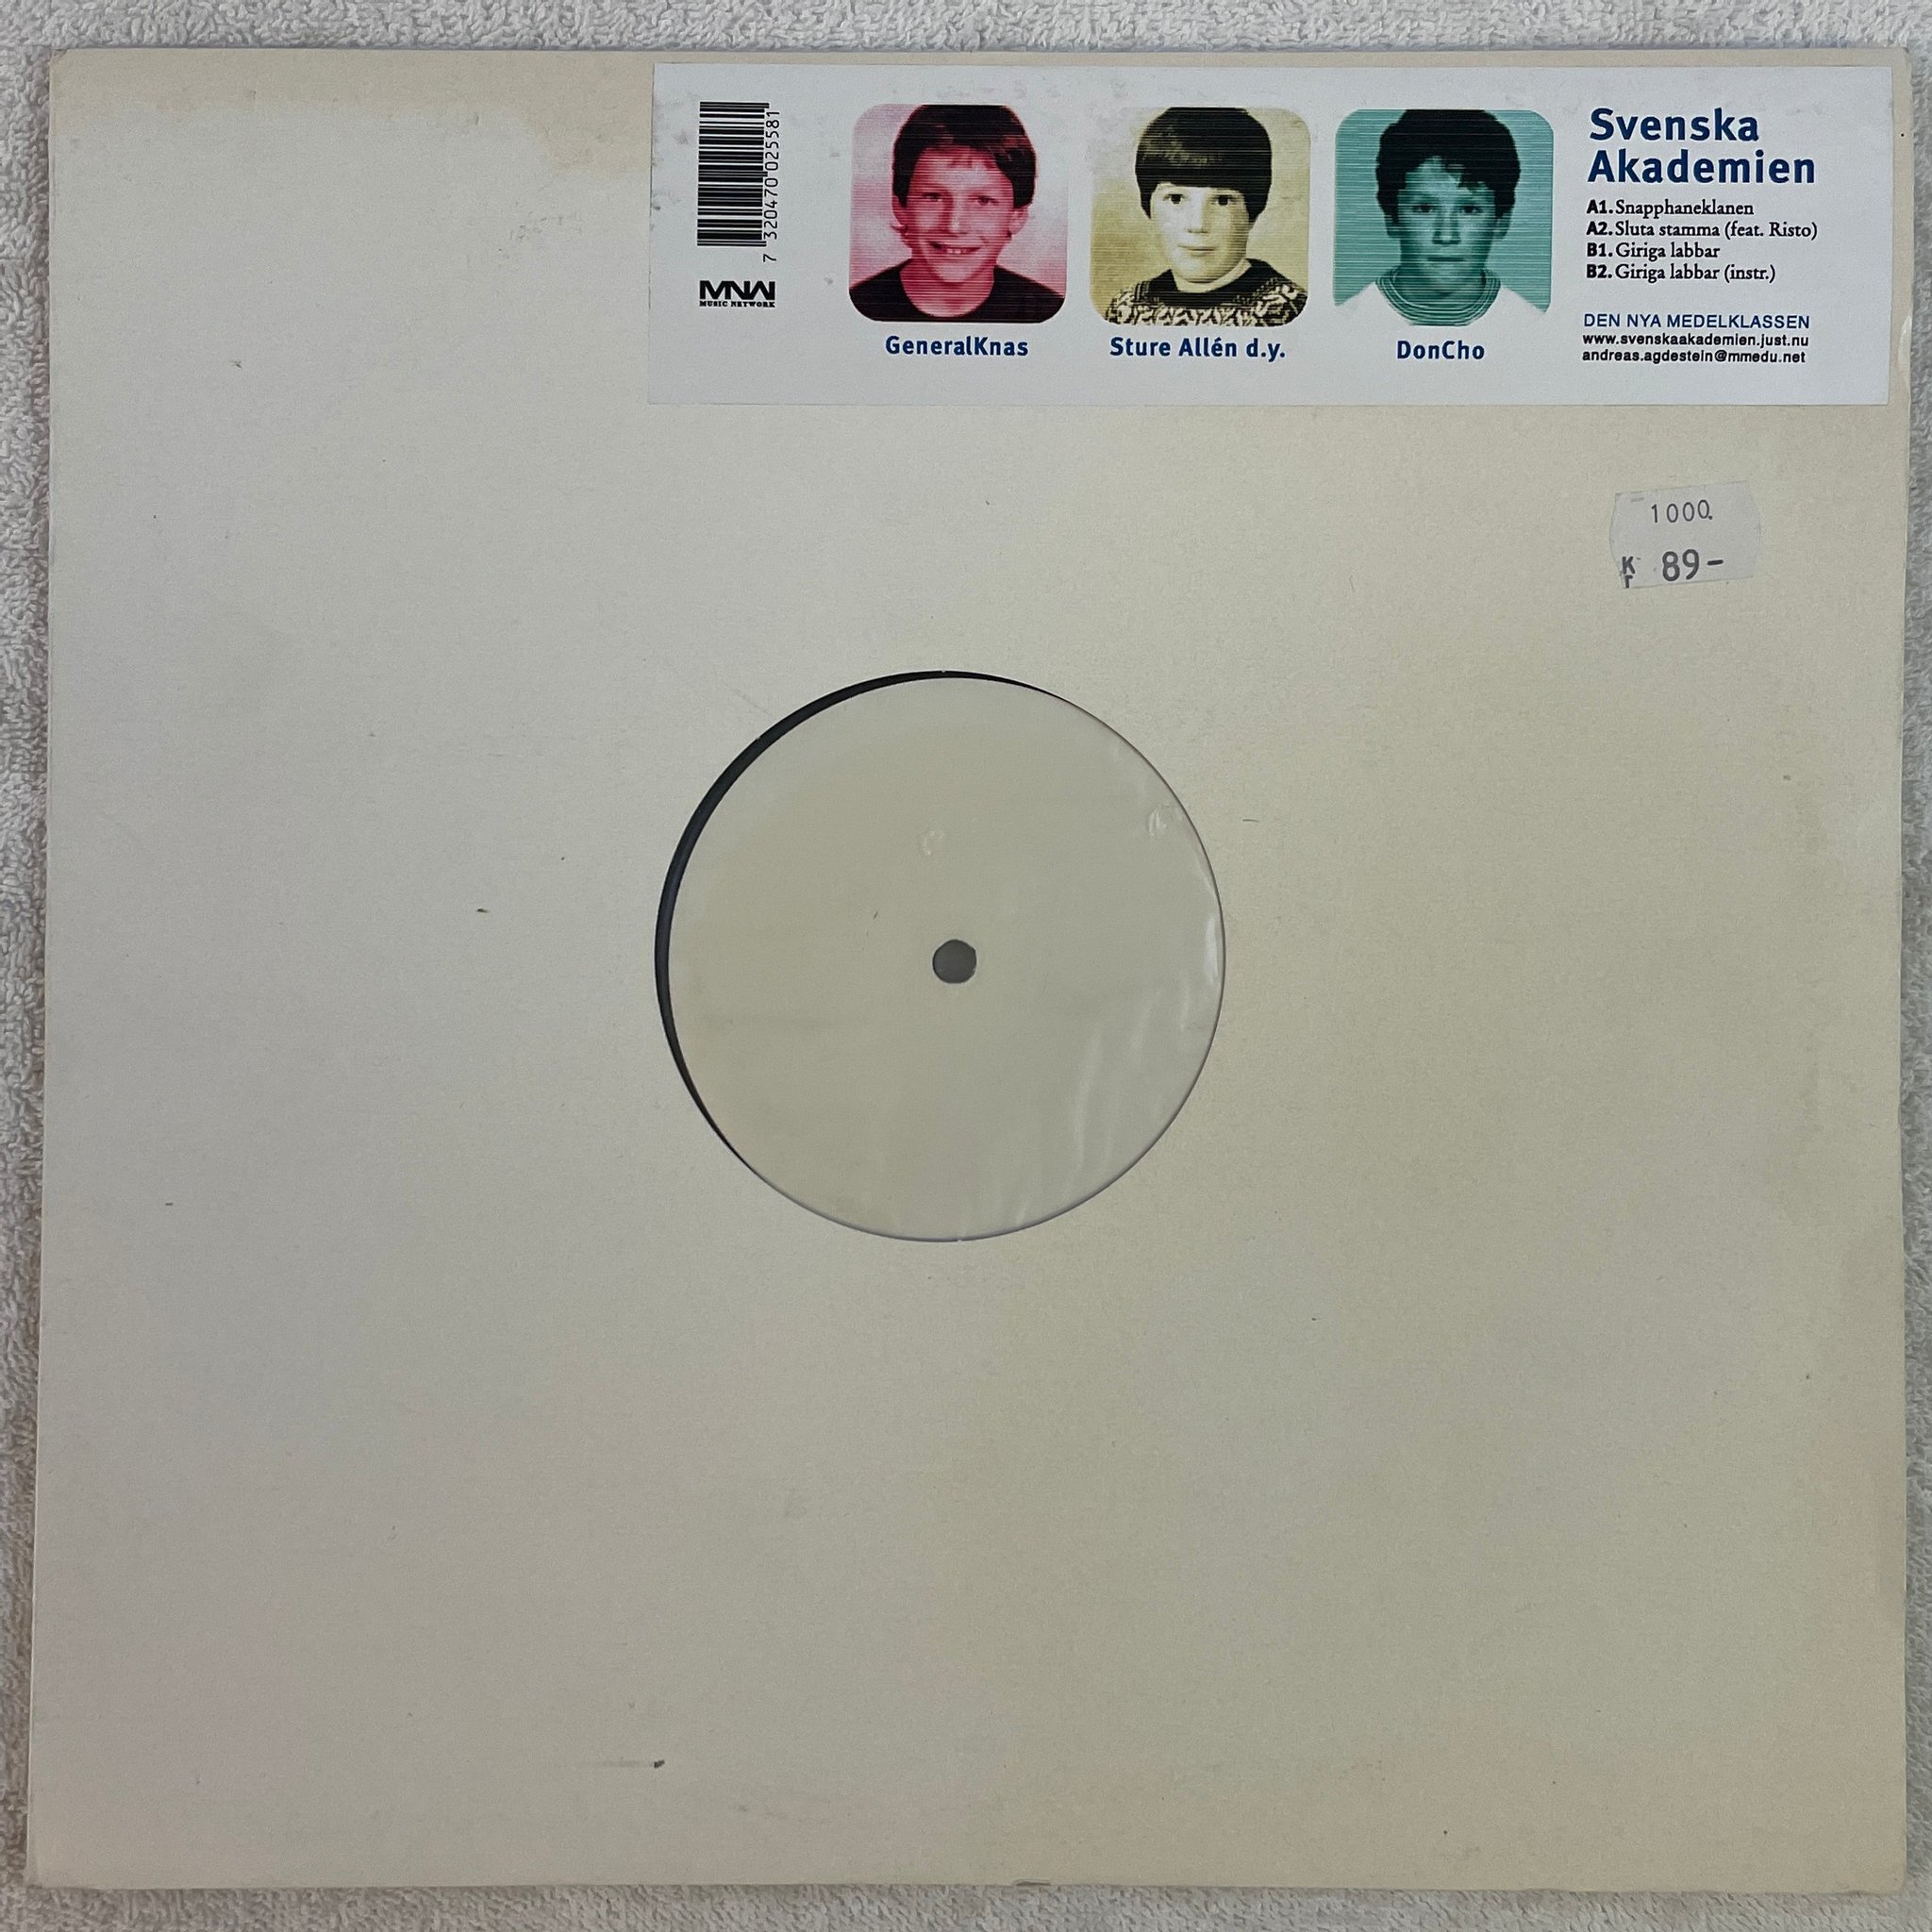 7 320470 025581
MNW
MUSIC NETWORK
GeneralKnas
Sture Allén d.y.
DonCho
Svenska
Akademien
A1. Snapphaneklanen
A2. Sluta stamma (feat. Risto)
B1. Giriga labbar
B2. Giriga labbar (instr.)
DEN NYA MEDELKLASSEN
www.svenskaakademien.just.nu
andreas.agdestein@mmedu.net
1000.
Kr 89-